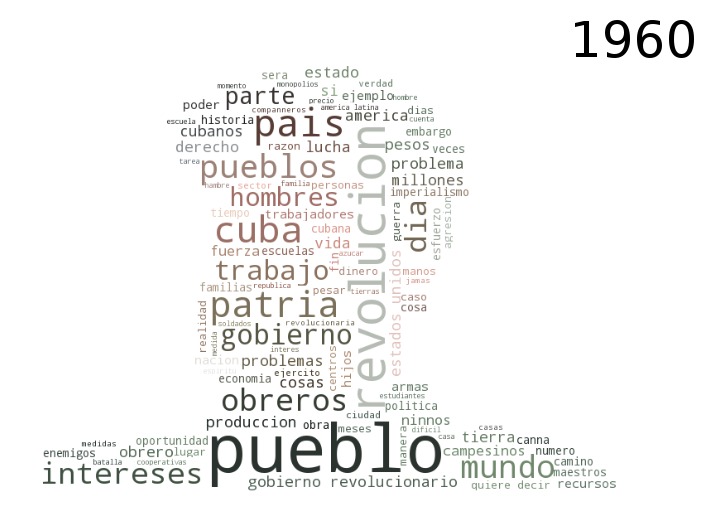 1960
sera estado
momento monopolios verdad
parte si ejemplo hombre
poder precio
companneros america latina dias
escuela historia pais america cuenta
cubanos embargo
derecho razon lucha pesos veces
tarea pueblos problema
millones
hambre sector familia personas imperialismo
hombres
tiempo trabajadores
cuba cubana
vida
fuerza escuelas azucar
revolucion
guerra
dia
esfuerzo
agresion
trabajo fin dinero manos
jamas
familias republica pesar tierras caso
patria cosa
estados unidos
realidad
soldados revolucionaria
medida gobierno
interes
nacion problemas
centros
hijos
economia ejercito
cosas armas
obreros estudiantes
politica
produccion obra ciudad ninnos
meses dificil
manera
casa
pueblo
medidas oportunidad tierra casas
canna
enemigos obrero lugar campesinos numero
batalla cooperativas mundo camino
intereses maestros
gobierno revolucionario quiere decir recursos